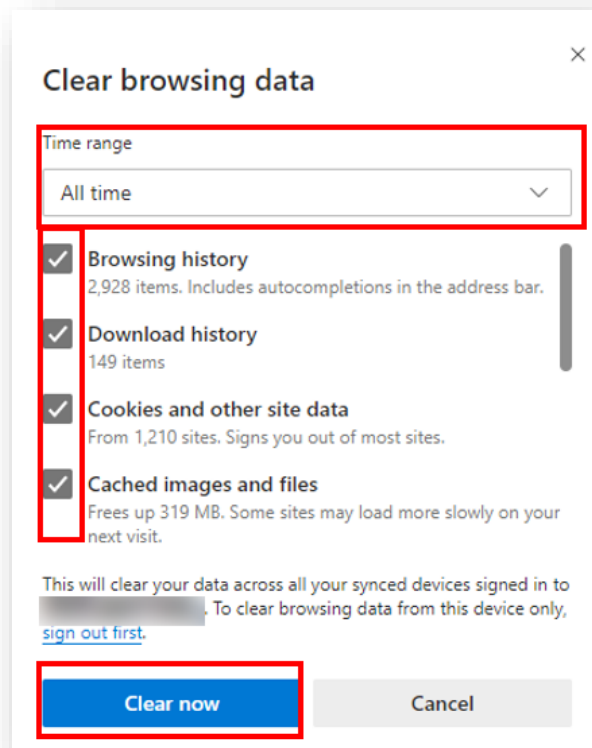 Clear browsing data
Time range
All time
Browsing history
2,928 items. Includes autocompletions in the address bar.
Download history
149 items
Cookies and other site data
From 1,210 sites. Signs you out of most sites.
Cached images and files
Frees up 319 MB. Some sites may load more slowly on your
next visit.
This will clear your data across all your synced devices signed in to
. To clear browsing data from this device only,
sign out first.
Clear now
Cancel